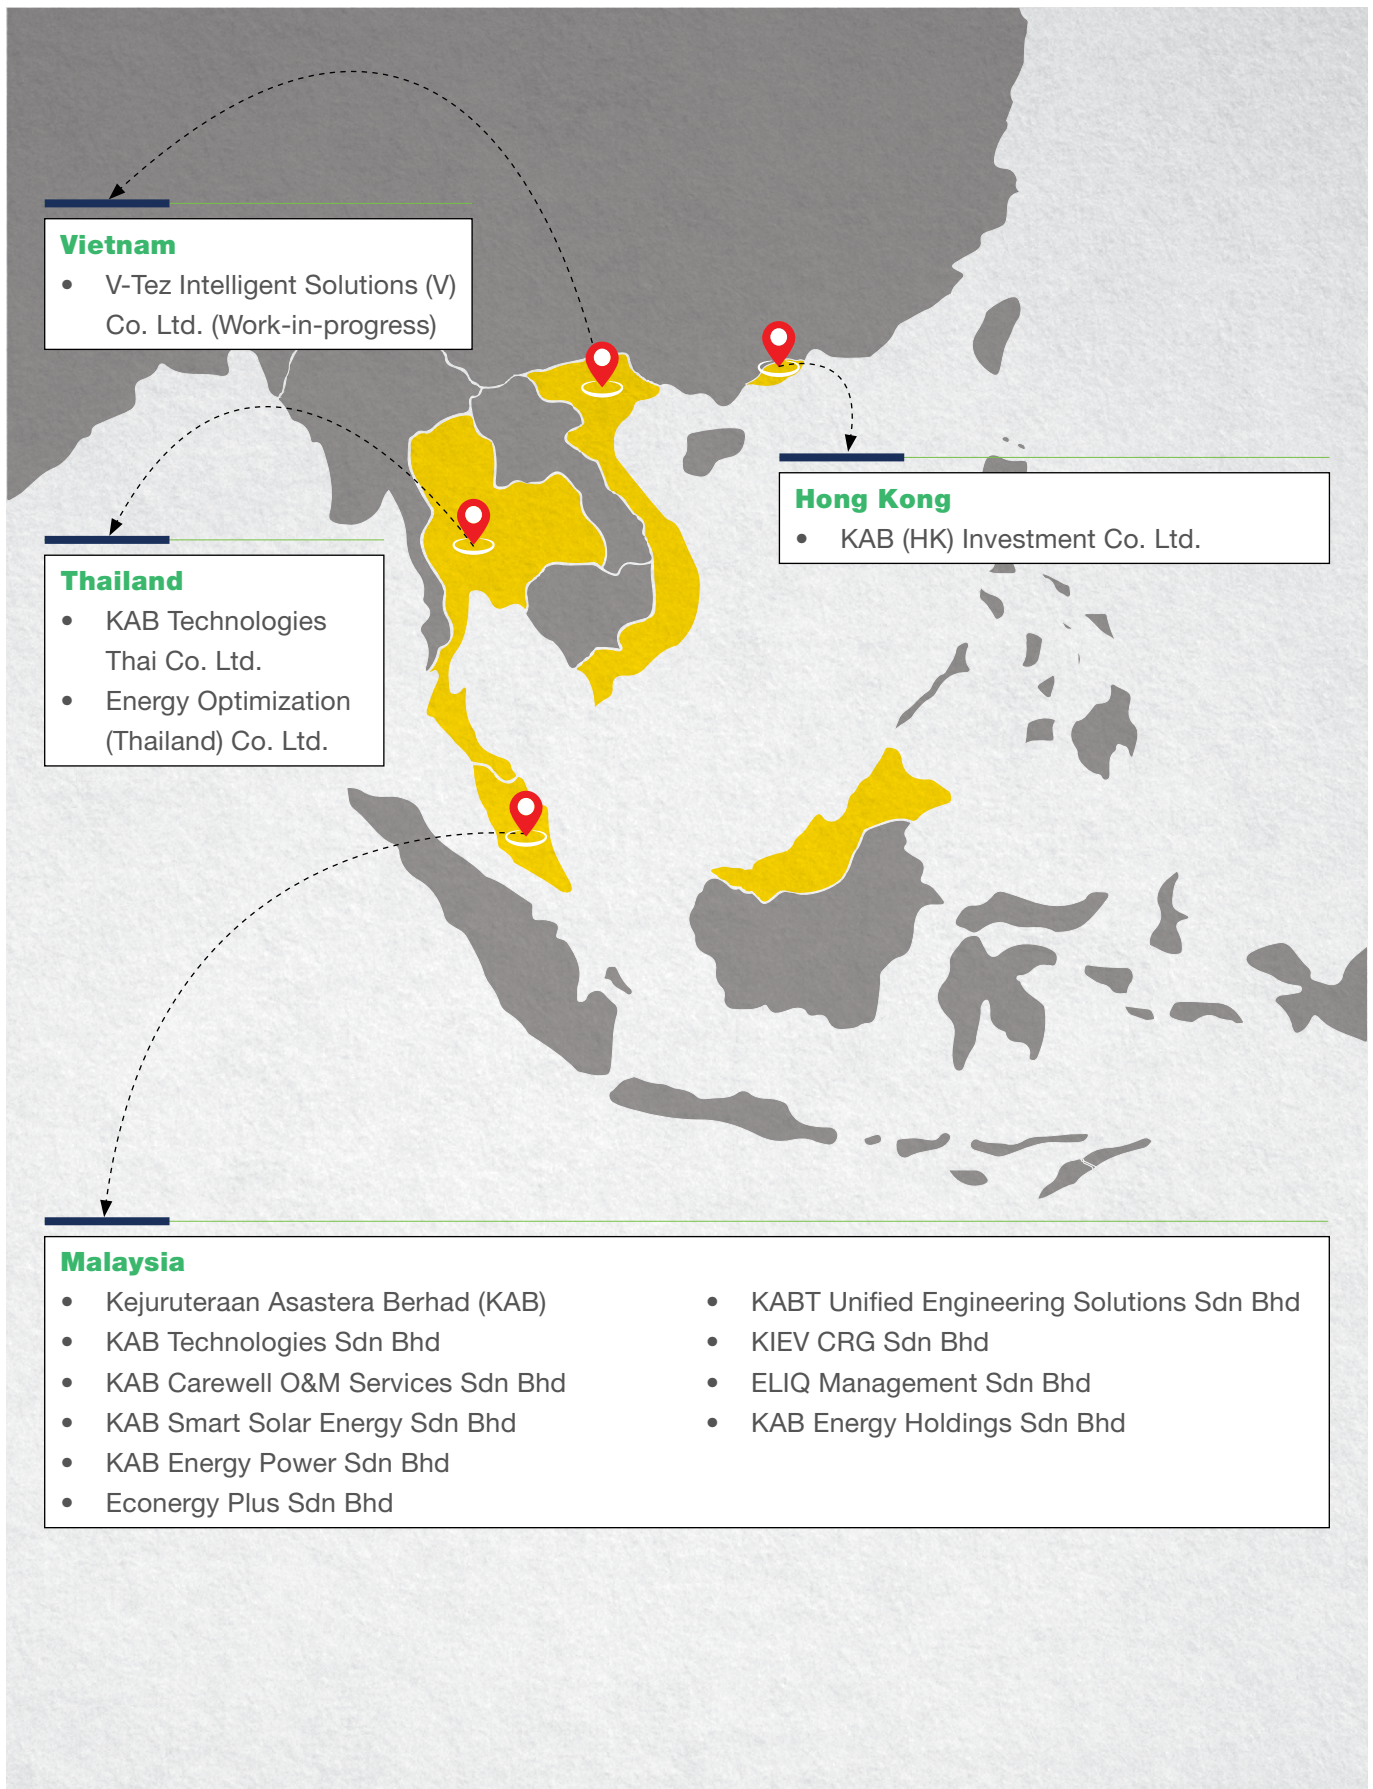 Vietnam
• V-Tez Intelligent Solutions (V)
Co. Ltd. (Work-in-progress)
Hong Kong
• KAB (HK) Investment Co. Ltd.
Thailand
• KAB Technologies
Thai Co. Ltd.
• Energy Optimization
(Thailand) Co. Ltd.
Malaysia
• Kejuruteraan Asastera Berhad (KAB)
• KAB Technologies Sdn Bhd
• KAB Carewell O&M Services Sdn Bhd
• KAB Smart Solar Energy Sdn Bhd
• KAB Energy Power Sdn Bhd
• Econergy Plus Sdn Bhd
• KABT Unified Engineering Solutions Sdn Bhd
• KIEV CRG Sdn Bhd
• ELIQ Management Sdn Bhd
• KAB Energy Holdings Sdn Bhd